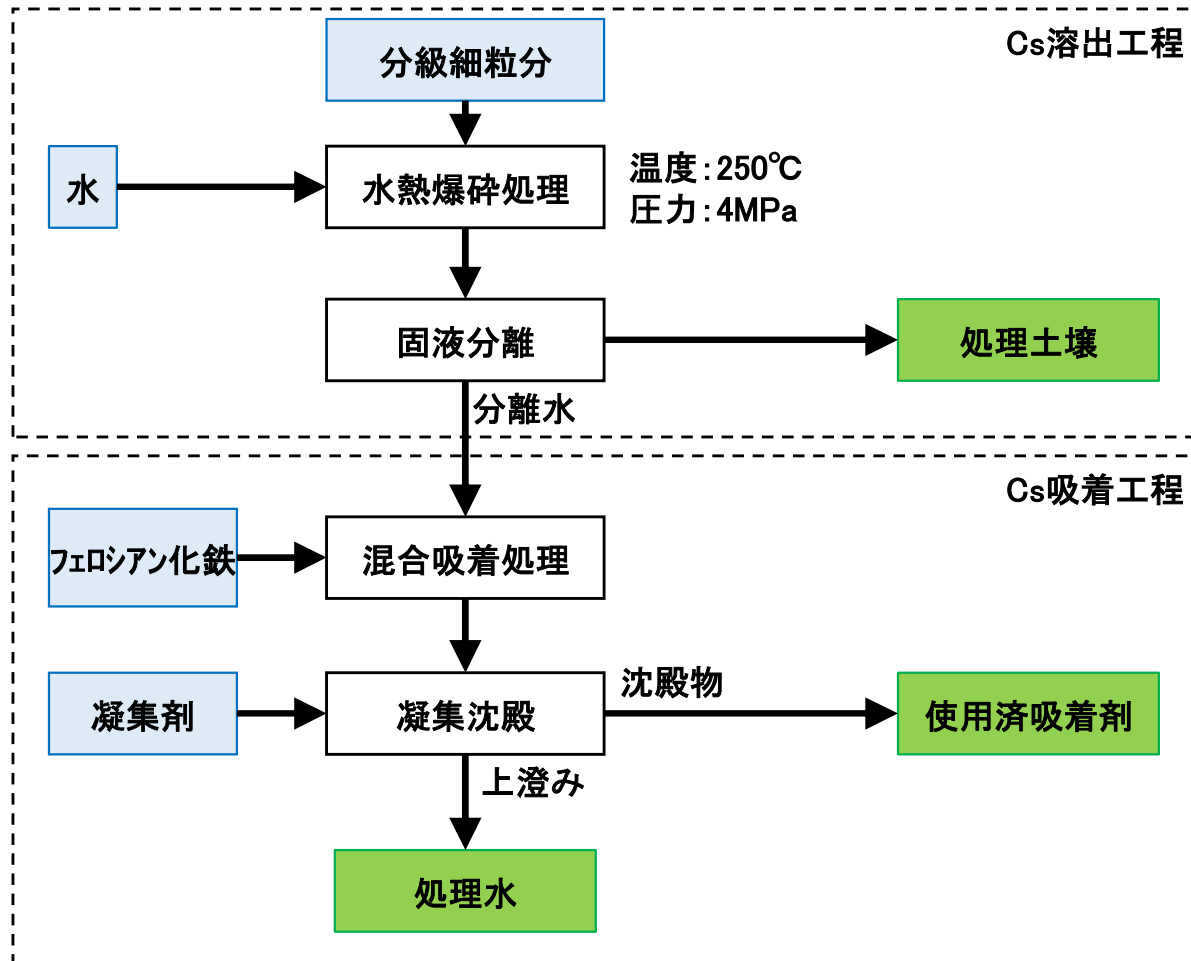 Cs溶出工程
分級細粒分
水
水熱爆砕処理
温度：250℃
圧力：4MPa
固液分離
処理土壌
分離水
Cs吸着工程
フェロシアン化鉄
混合吸着処理
凝集剤
凝集沈殿
沈殿物
使用済吸着剤
上澄み
処理水